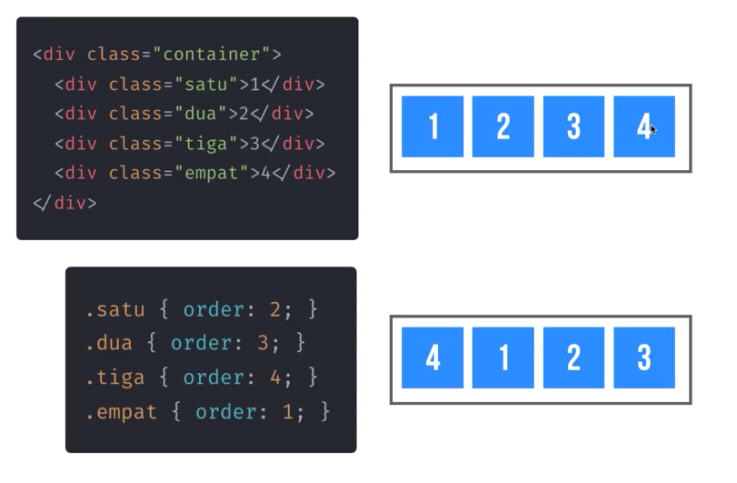 <div class="container">
<div class="satu">1</div>
<div class="dua">2</div>
<div class="tiga">3</div>
<div class="empat">4</div>
</div>
1 2 3 4
.satu { order: 2; }
.dua { order: 3; }
.tiga { order: 4; }
.empat { order: 1; }
4 1 2 3